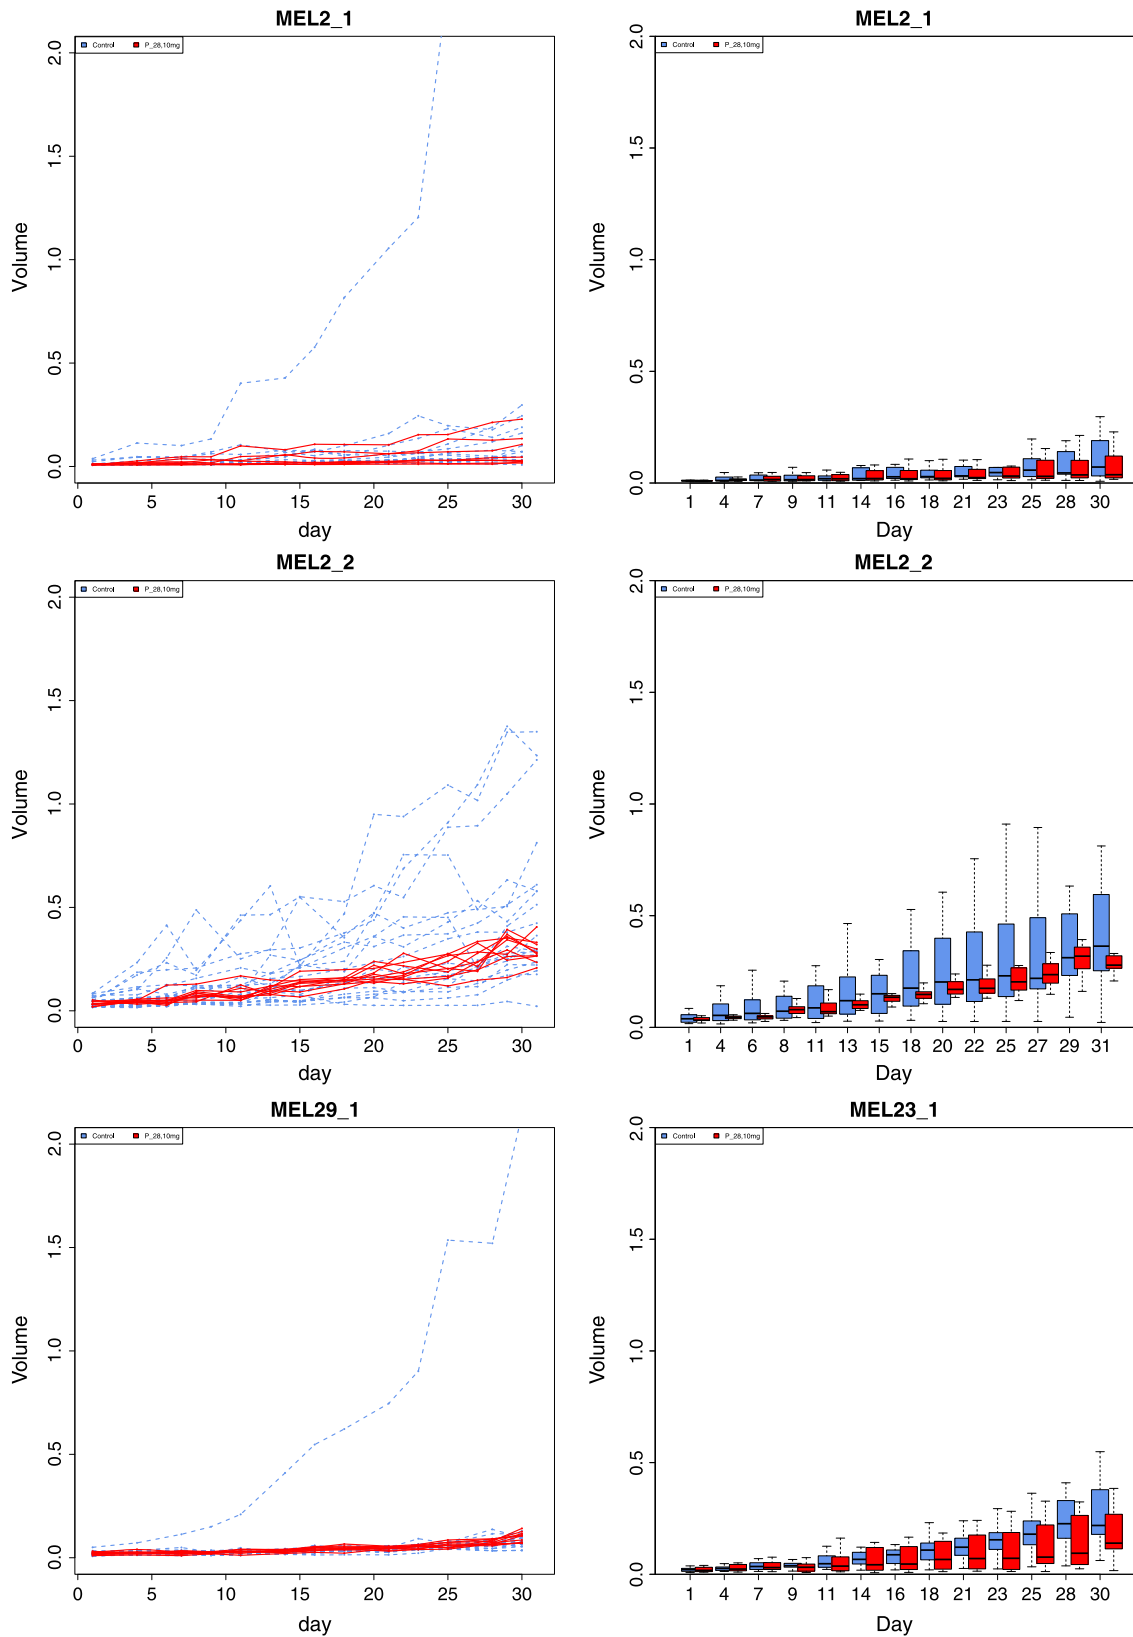 MEL2_1
Control P_28,10mg
Volume
0.0 0.5 1.0 1.5 2.0
0 5 10 15 20 25 30
day
MEL2_1
Control P_28,10mg
Volume
0.0 0.5 1.0 1.5 2.0
1 4 7 9 11 14 16 18 21 23 25 28 30
Day
MEL2_2
Control P_28,10mg
Volume
0.0 0.5 1.0 1.5 2.0
0 5 10 15 20 25 30
day
MEL2_2
Control P_28,10mg
Volume
0.0 0.5 1.0 1.5 2.0
1 4 6 8 11 13 15 18 20 22 25 27 29 31
Day
MEL29_1
Control P_28,10mg
Volume
0.0 0.5 1.0 1.5 2.0
0 5 10 15 20 25 30
day
MEL23_1
Control P_28,10mg
Volume
0.0 0.5 1.0 1.5 2.0
1 4 7 9 11 14 16 18 21 23 25 28 30
Day